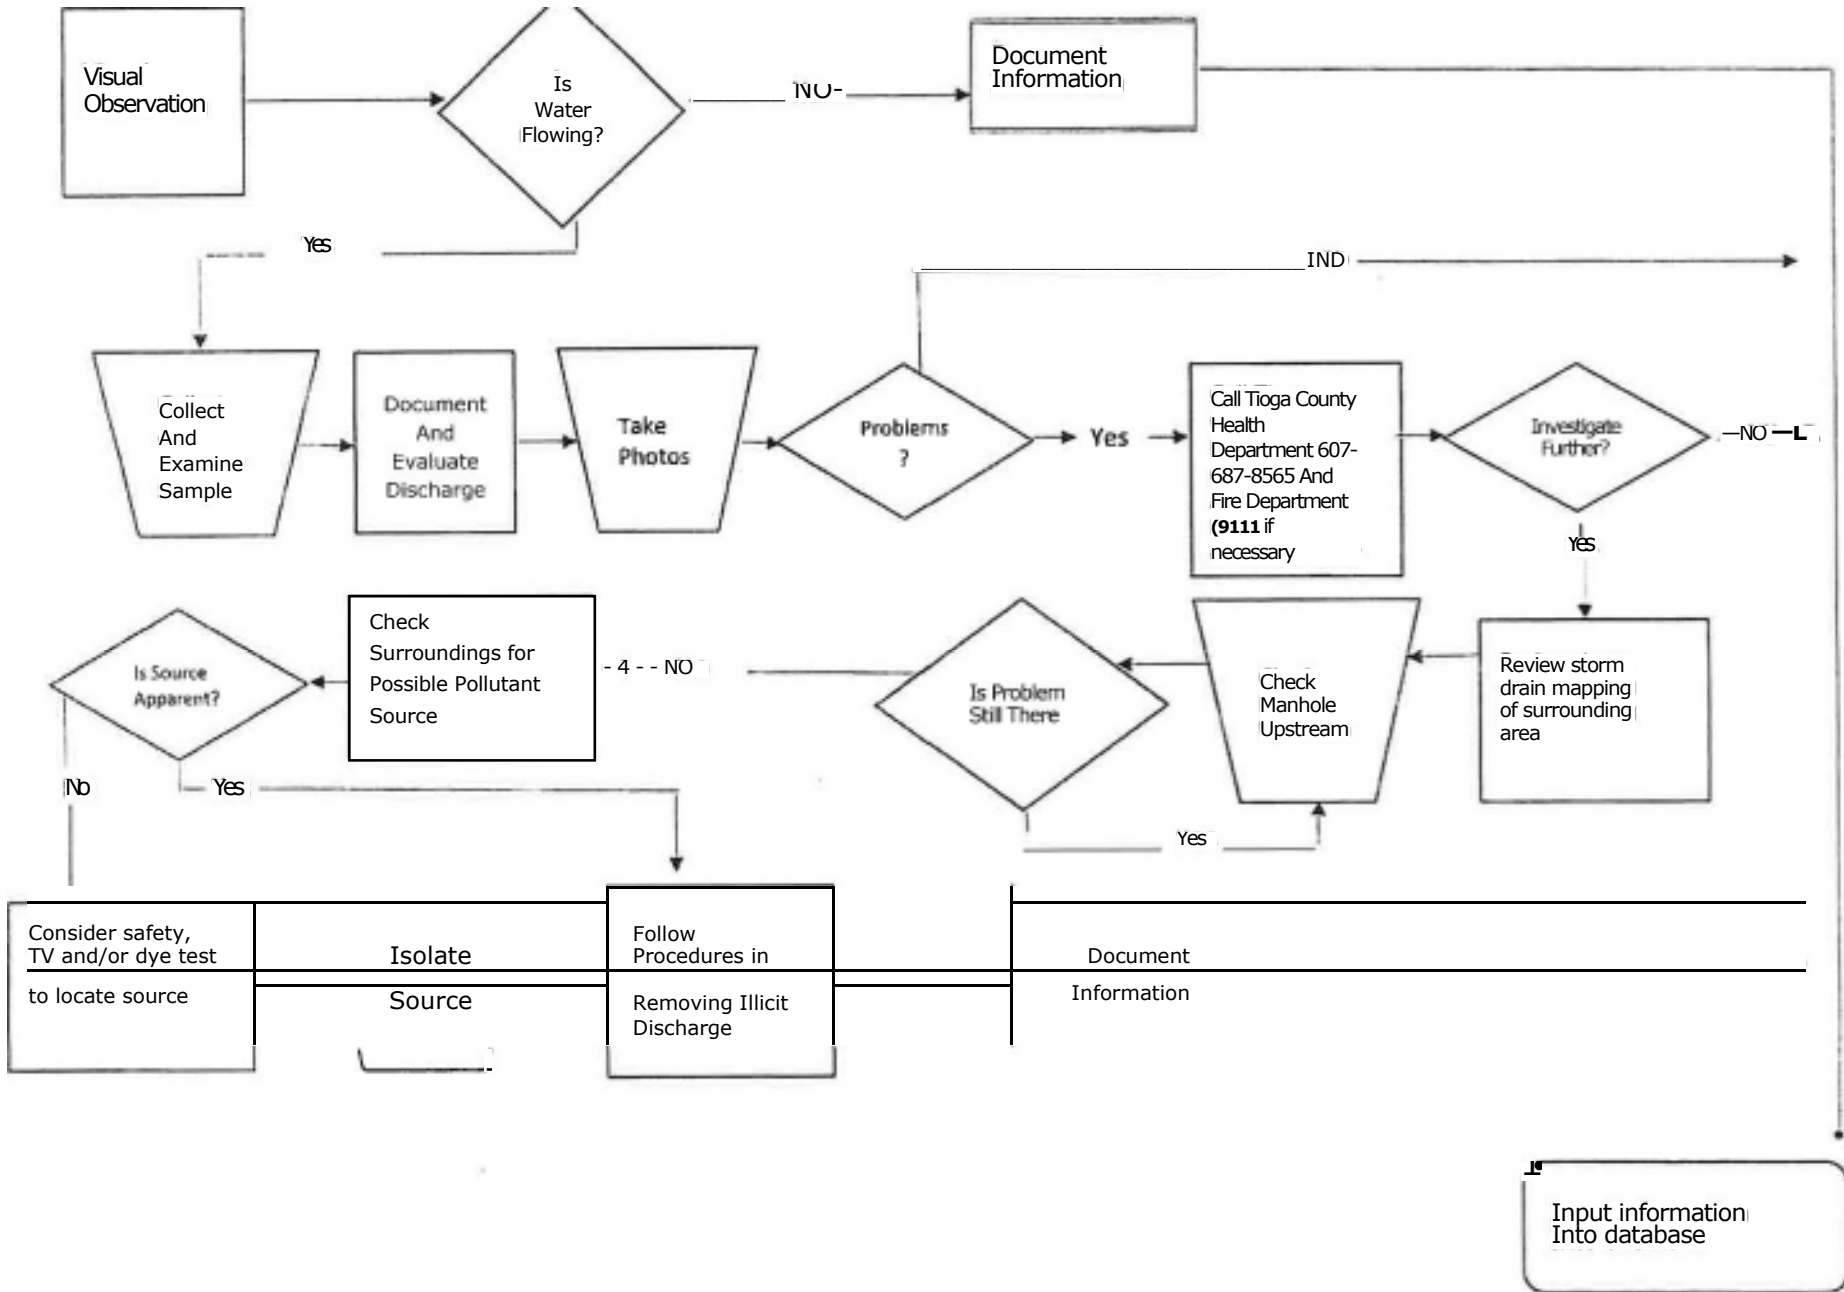 Visual
Observation
Is
Water
Flowing?
NO-
Document
Information
Yes
IND
Collect
And
Examine
Sample
Document
And
Evaluate
Discharge
Take
Photos
Problems
?
Yes
Call Tioga County
Health
Department 607-
687-8565 And
Fire Department
(9111 if
necessary
Investigate
Further?
—NO —L
Yes
Is Source
Apparent?
Check
Surroundings for
Possible Pollutant
Source
- 4 - - NO
Is Problem
Still There
Check
Manhole
Upstream
Review storm
drain mapping
of surrounding
area
No
Yes
Yes
Consider safety,
TV and/or dye test
to locate source
Isolate
Source
Follow
Procedures in
Removing Illicit
Discharge
Document
Information
Input information
Into database